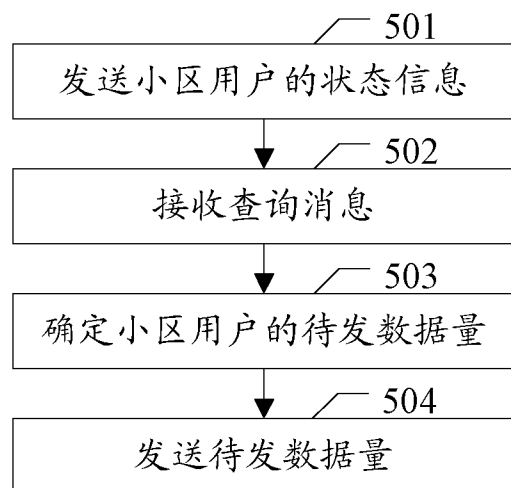 501
发送小区用户的状态信息
502
接收查询消息
503
确定小区用户的待发数据量
504
发送待发数据量